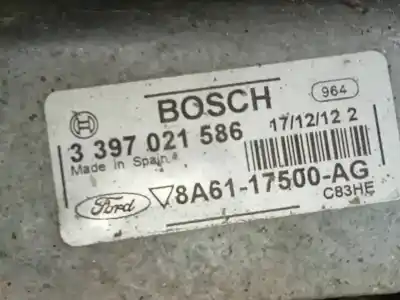 BOSCH
964
3 397 021 586
17/12/12 2
Made in Spain
Ford
8A61-17500-AG
C83HE